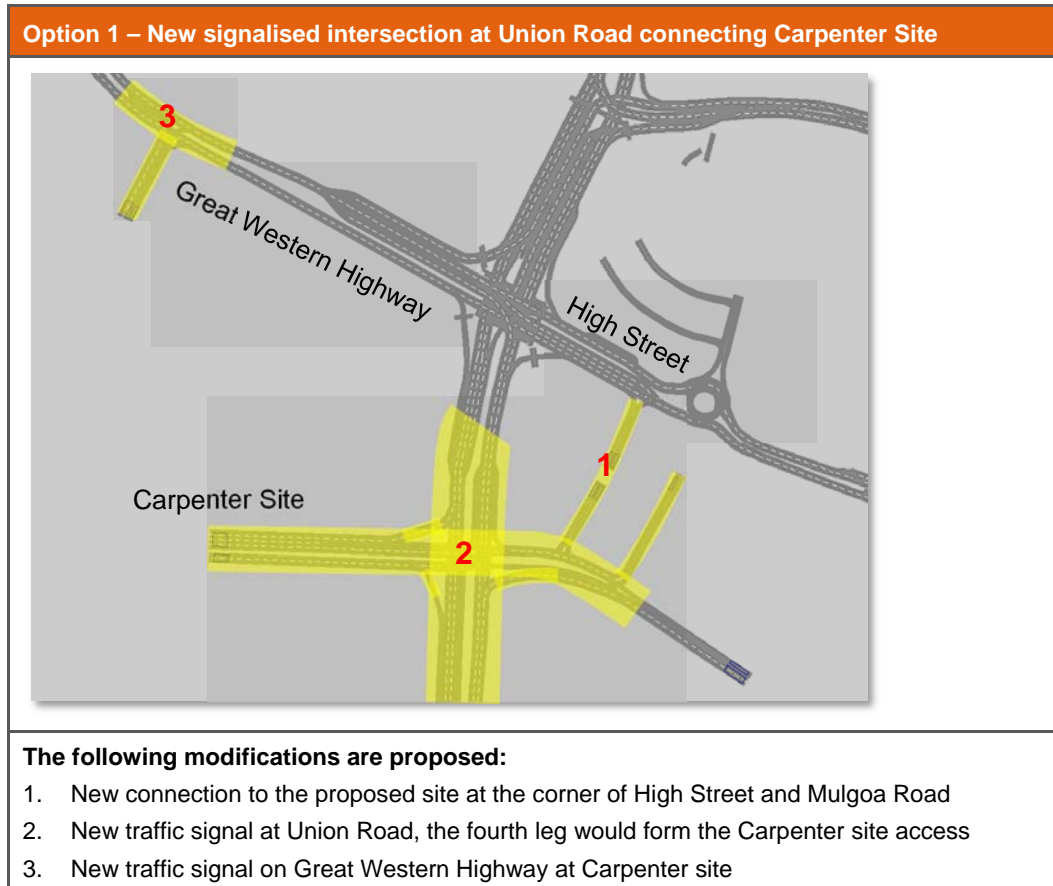 Option 1 – New signalised intersection at Union Road connecting Carpenter Site
3
Great Western Highway
High Street
1
Carpenter Site
2
The following modifications are proposed:
1. New connection to the proposed site at the corner of High Street and Mulgoa Road
2. New traffic signal at Union Road, the fourth leg would form the Carpenter site access
3. New traffic signal on Great Western Highway at Carpenter site